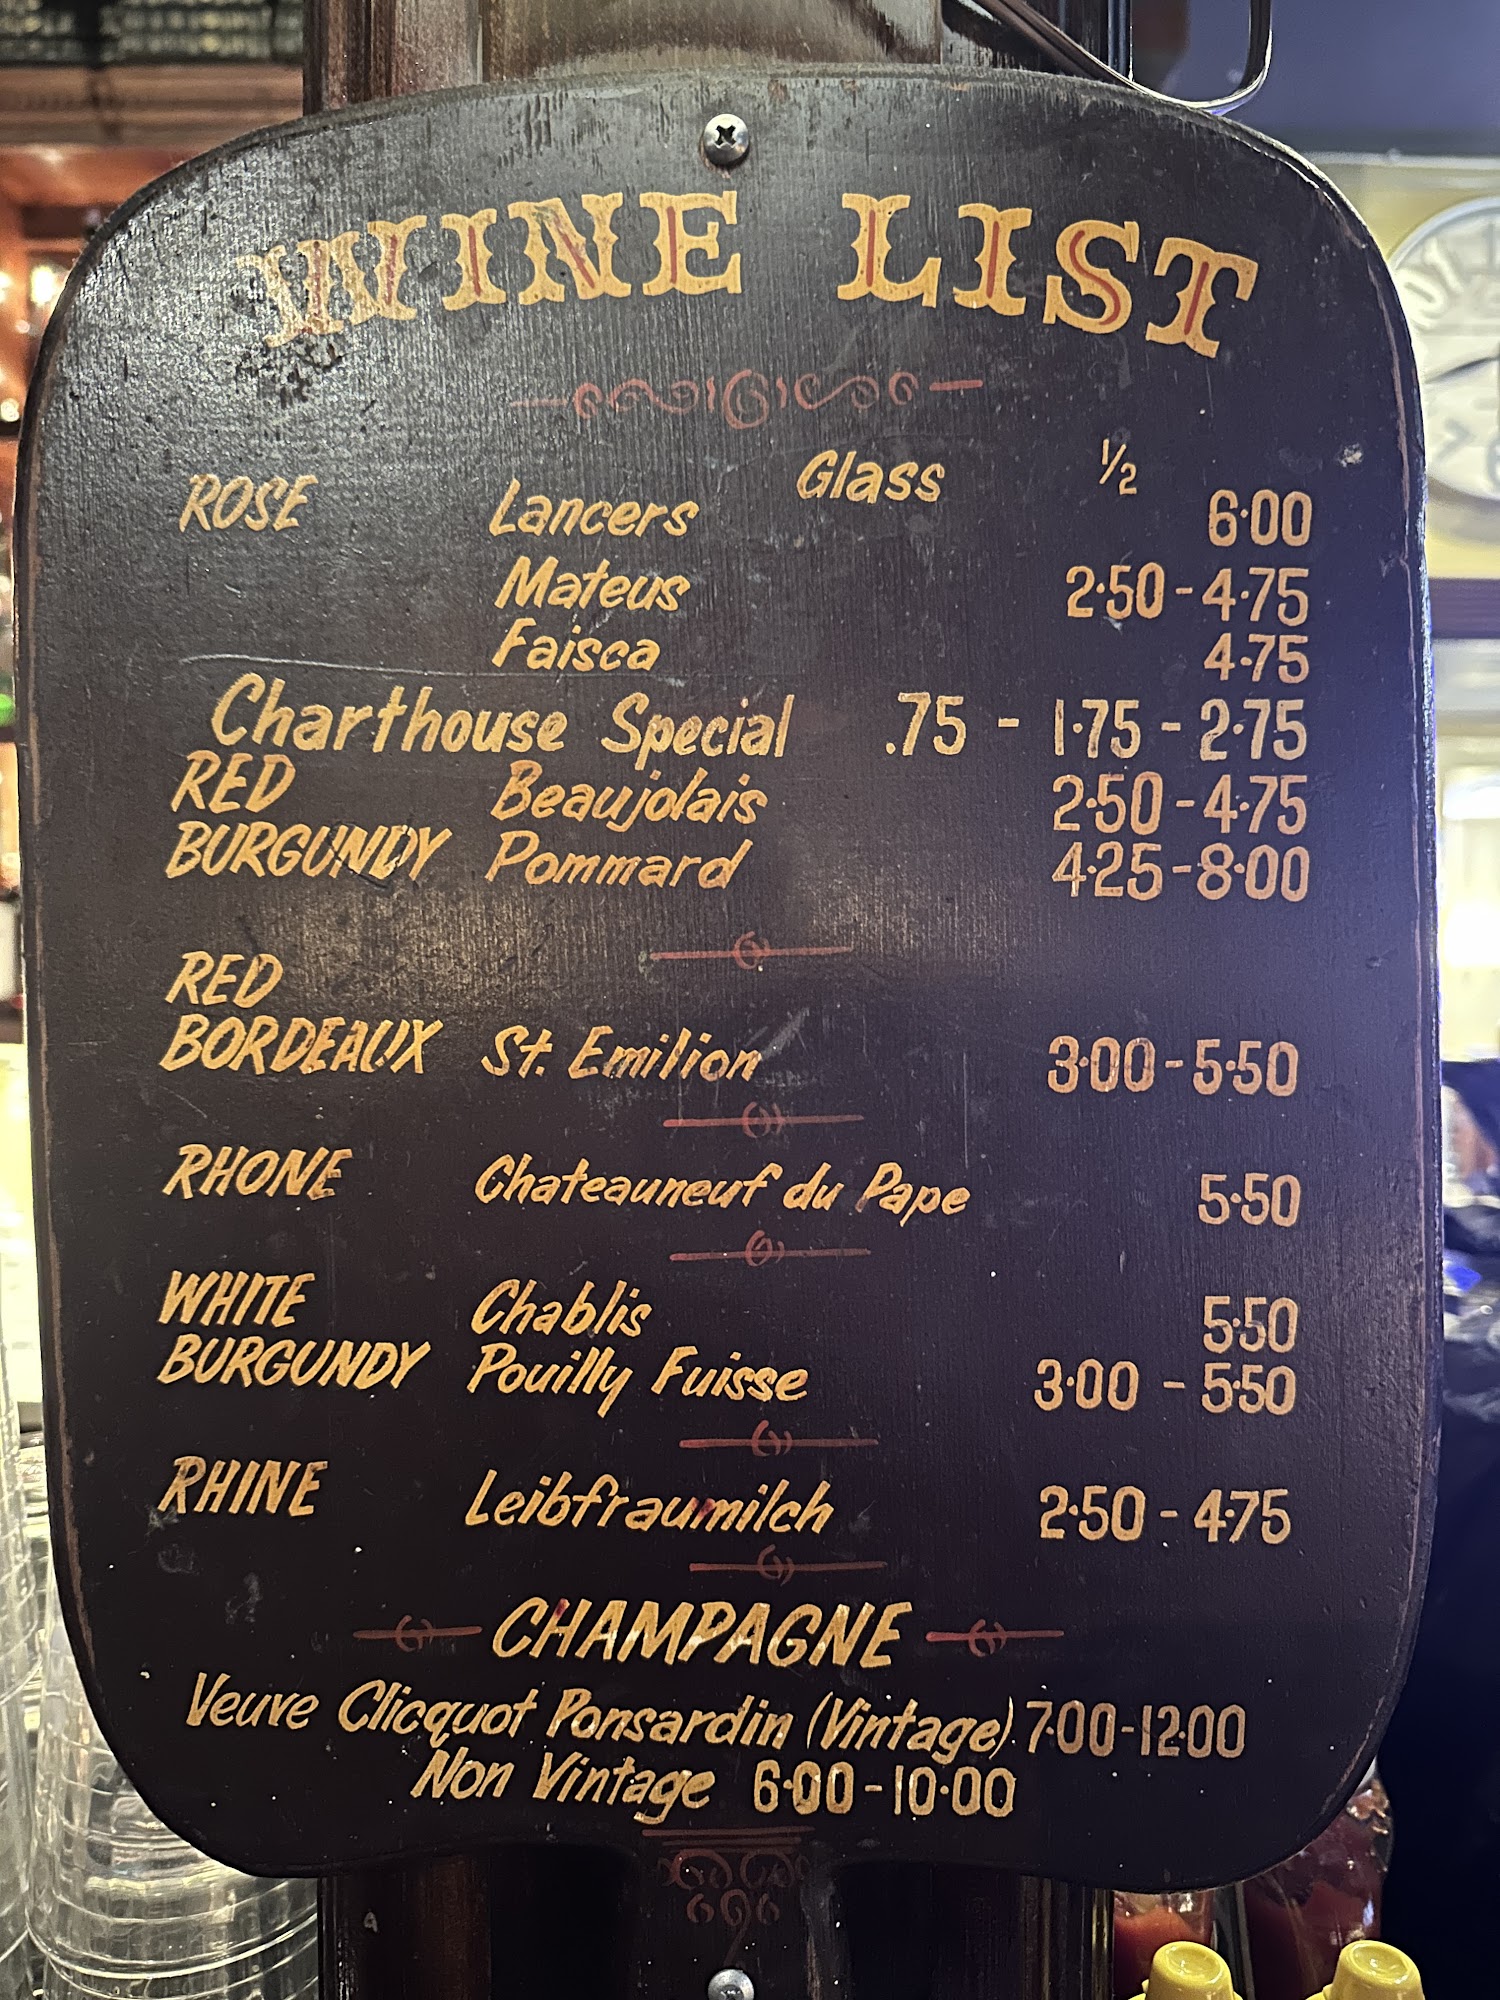 WINE LIST
Glass ½
ROSE Lancers 6·00
Mateus 2·50 - 4·75
Faisca 4·75
Charthouse Special .75 - 1·75 - 2·75
RED Beaujolais 2·50 - 4·75
BURGUNDY Pommard 4·25 - 8·00
RED
BORDEAUX St. Emilion 3·00 - 5·50
RHONE Chateauneuf du Pape 5·50
WHITE Chablis 5·50
BURGUNDY Pouilly Fuisse 3·00 - 5·50
RHINE Leibfraumilch 2·50 - 4·75
CHAMPAGNE
Veuve Clicquot Ponsardin (Vintage) 7·00 - 12·00
Non Vintage 6·00 - 10·00